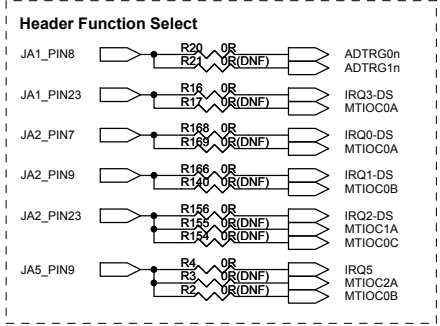 Header Function Select
JA1_PIN8 R20 0R ADTRG0n
R21 0R(DNF) ADTRG1n
JA1_PIN23 R16 0R IRQ3-DS
R17 0R(DNF) MTIOC0A
JA2_PIN7 R168 0R IRQ0-DS
R169 0R(DNF) MTIOC0A
JA2_PIN9 R166 0R IRQ1-DS
R140 0R(DNF) MTIOC0B
JA2_PIN23 R156 0R IRQ2-DS
R155 0R(DNF) MTIOC1A
R154 0R(DNF) MTIOC0C
JA5_PIN9 R4 0R IRQ5
R3 0R(DNF) MTIOC2A
R2 0R(DNF) MTIOC0B